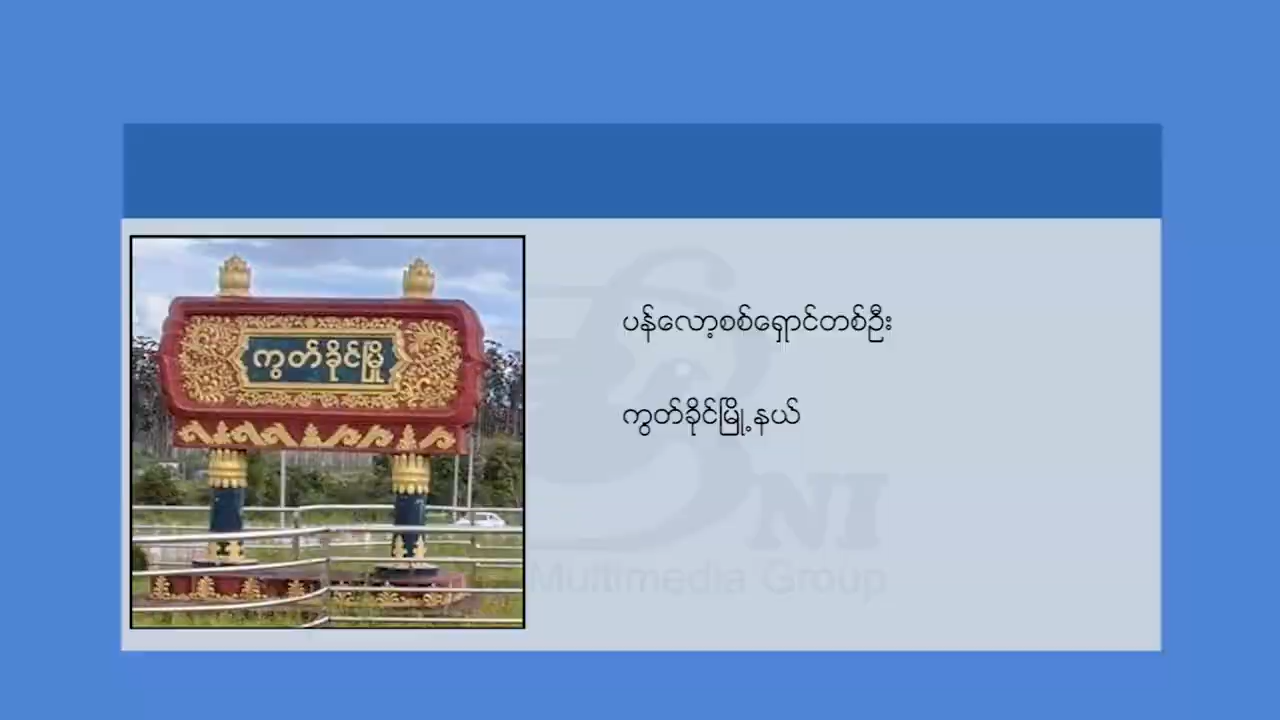 ကွတ်ခိုင်မြို့
ပန်လော့စစ်ရှောင်တစ်ဦး
ကွတ်ခိုင်မြို့နယ်
BNI
Multimedia Group